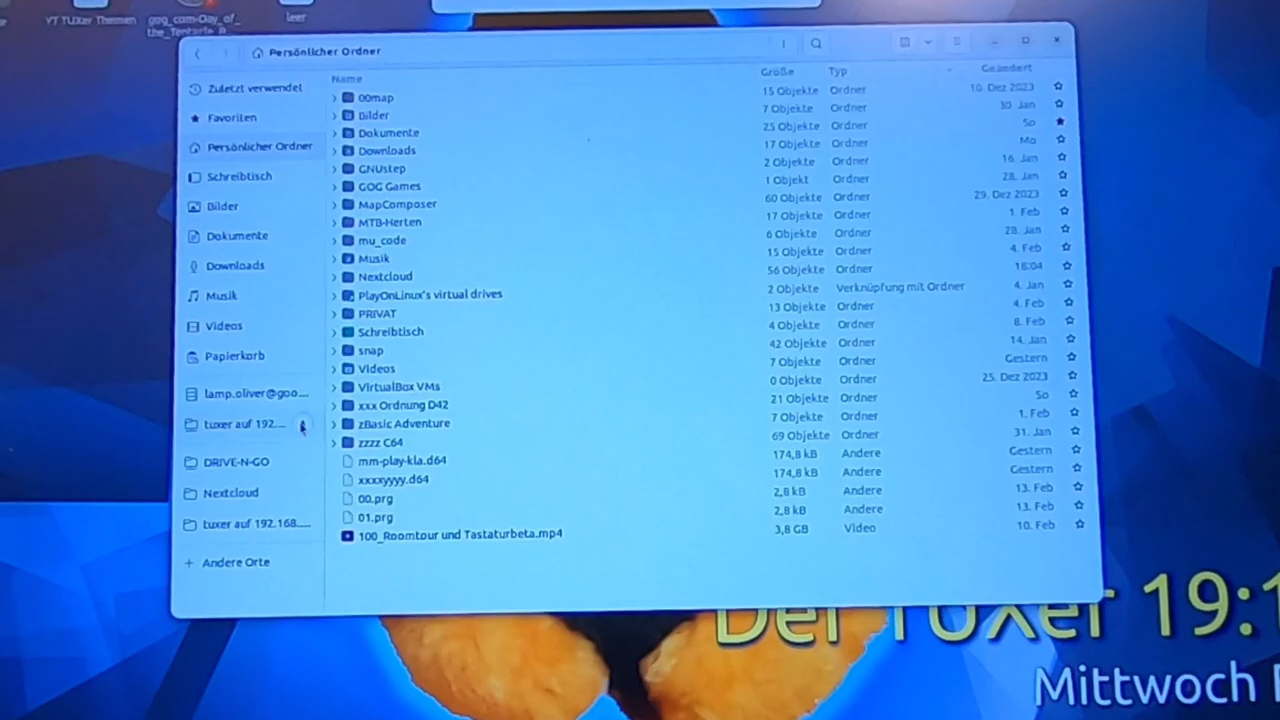 YT TUXer Themen
gog_com-Day_of_
the_Tentacle_
leer
Persönlicher Ordner
Zuletzt verwendet
Favoriten
Persönlicher Ordner
Schreibtisch
Bilder
Dokumente
Downloads
Musik
Videos
Papierkorb
lamp.oliver@goo...
tuxer auf 192....
DRIVE-N-GO
Nextcloud
tuxer auf 192.168....
+ Andere Orte
Name Größe Typ Geändert
00map 15 Objekte Ordner 10. Dez 2023
Bilder 7 Objekte Ordner 30. Jan
Dokumente 25 Objekte Ordner So
Downloads 17 Objekte Ordner Mo
GNUstep 2 Objekte Ordner 16. Jan
GOG Games 1 Objekt Ordner 28. Jan
MapComposer 60 Objekte Ordner 29. Dez 2023
MTB-Herten 17 Objekte Ordner 1. Feb
mu_code 6 Objekte Ordner 28. Jan
Musik 15 Objekte Ordner 4. Feb
Nextcloud 56 Objekte Ordner 18:04
PlayOnLinux's virtual drives 2 Objekte Verknüpfung mit Ordner 4. Jan
PRIVAT 13 Objekte Ordner 4. Feb
Schreibtisch 4 Objekte Ordner 8. Feb
snap 42 Objekte Ordner 14. Jan
Videos 7 Objekte Ordner Gestern
VirtualBox VMs 0 Objekte Ordner 25. Dez 2023
xxx Ordnung D42 21 Objekte Ordner So
zBasic Adventure 7 Objekte Ordner 1. Feb
zzzz C64 69 Objekte Ordner 31. Jan
mm-play-kla.d64 174,8 kB Andere Gestern
xxxxyyyy.d64 174,8 kB Andere Gestern
00.prg 2,8 kB Andere 13. Feb
01.prg 2,8 kB Andere 13. Feb
100_Roomtour und Tastaturbeta.mp4 3,8 GB Video 10. Feb
Der TUXer 19:1
Mittwoch